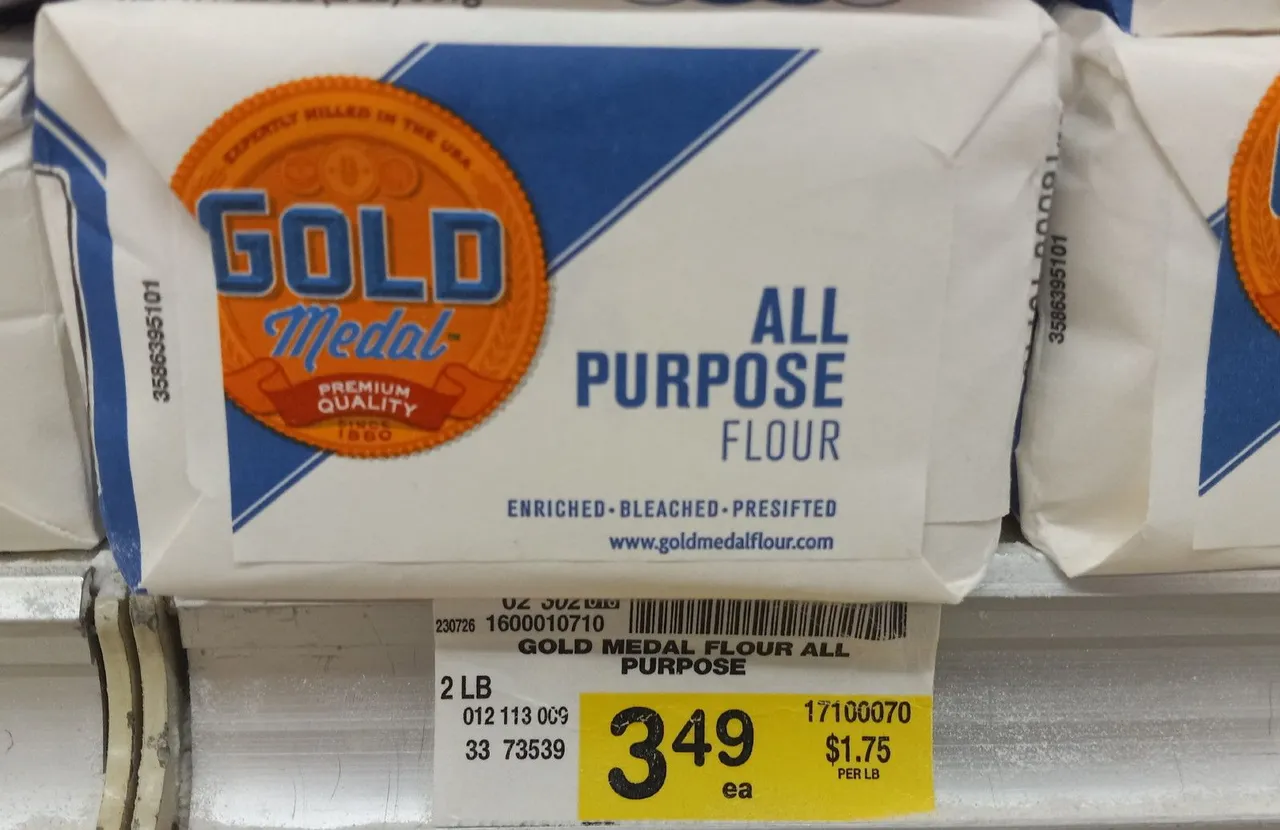 EXPERTLY MILLED IN THE USA
GOLD
Medal™
PREMIUM
QUALITY
SINCE
1880
ALL
PURPOSE
FLOUR
ENRICHED • BLEACHED • PRESIFTED
www.goldmedalflour.com
3586395101
3586395101
230726 1600010710
GOLD MEDAL FLOUR ALL
PURPOSE
2 LB
012 113 009
33 73539
3 49
ea
17100070
$1.75
PER LB